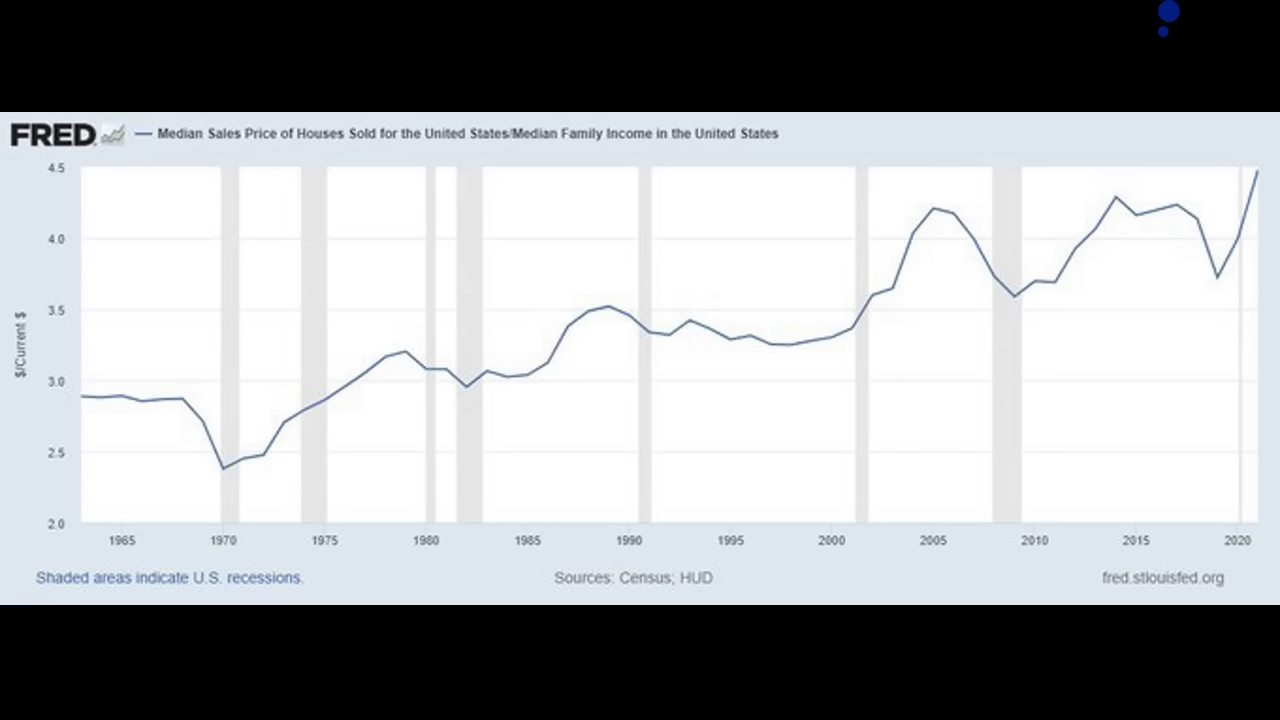 FRED
Median Sales Price of Houses Sold for the United States/Median Family Income in the United States
4.5
4.0
3.5
3.0
2.5
2.0
$/Current $
1965 1970 1975 1980 1985 1990 1995 2000 2005 2010 2015 2020
Shaded areas indicate U.S. recessions. Sources: Census; HUD fred.stlouisfed.org